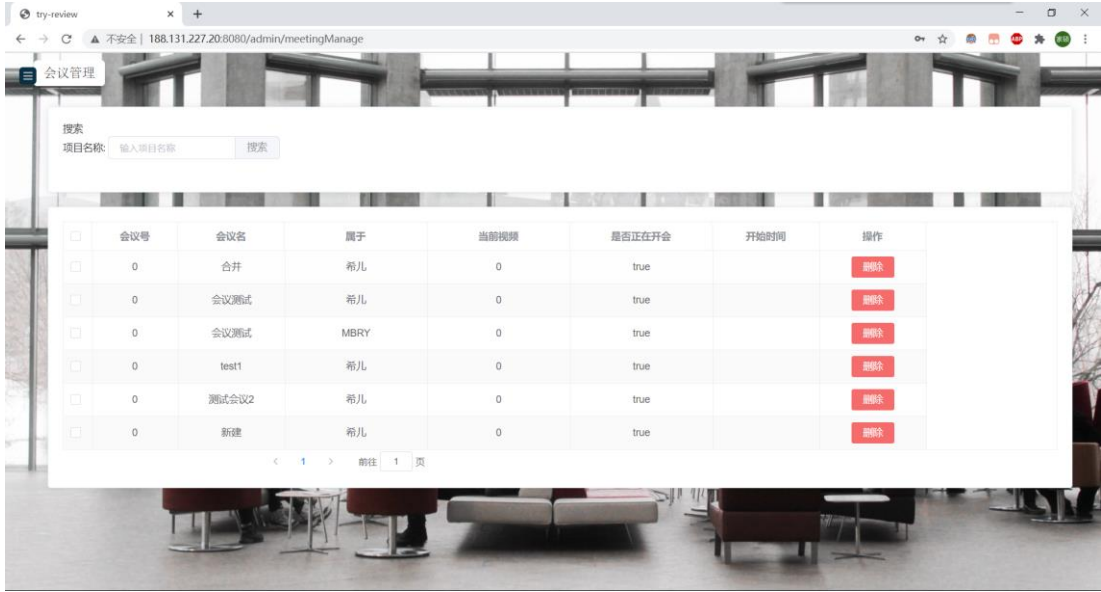 try-review
不安全 | 188.131.227.20:8080/admin/meetingManage
会议管理
搜索
项目名称: 输入项目名称 搜索
会议号 会议名 属于 当前视频 是否正在开会 开始时间 操作
0 合并 希儿 0 true 删除
0 会议测试 希儿 0 true 删除
0 会议测试 MBRY 0 true 删除
0 test1 希儿 0 true 删除
0 测试会议2 希儿 0 true 删除
0 新建 希儿 0 true 删除
< 1 > 前往 1 页